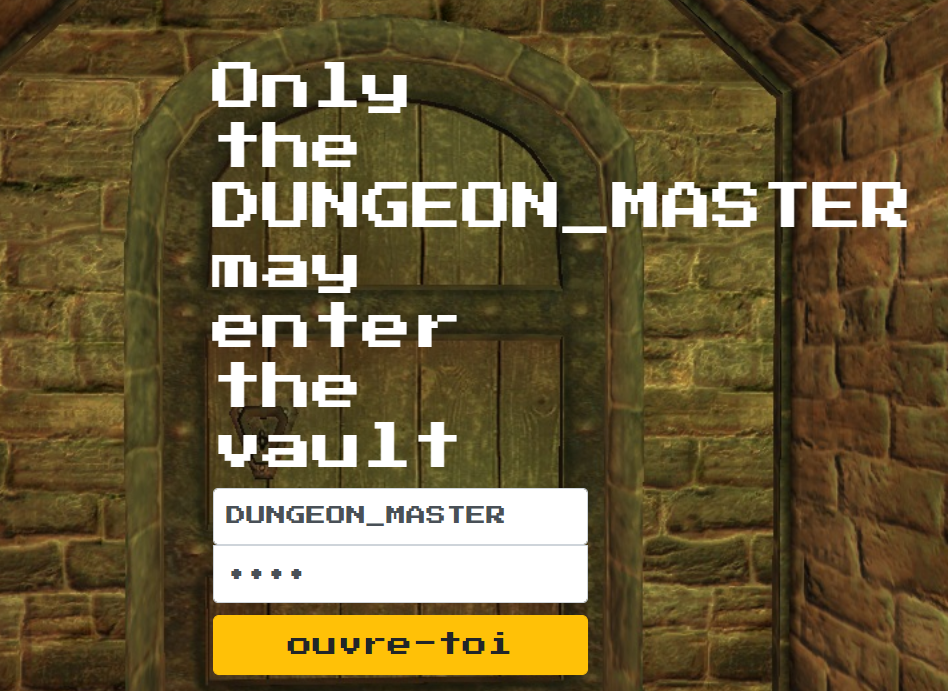 Only
the
DUNGEON_MASTER
may
enter
the
vault
DUNGEON_MASTER
••••
ouvre-toi